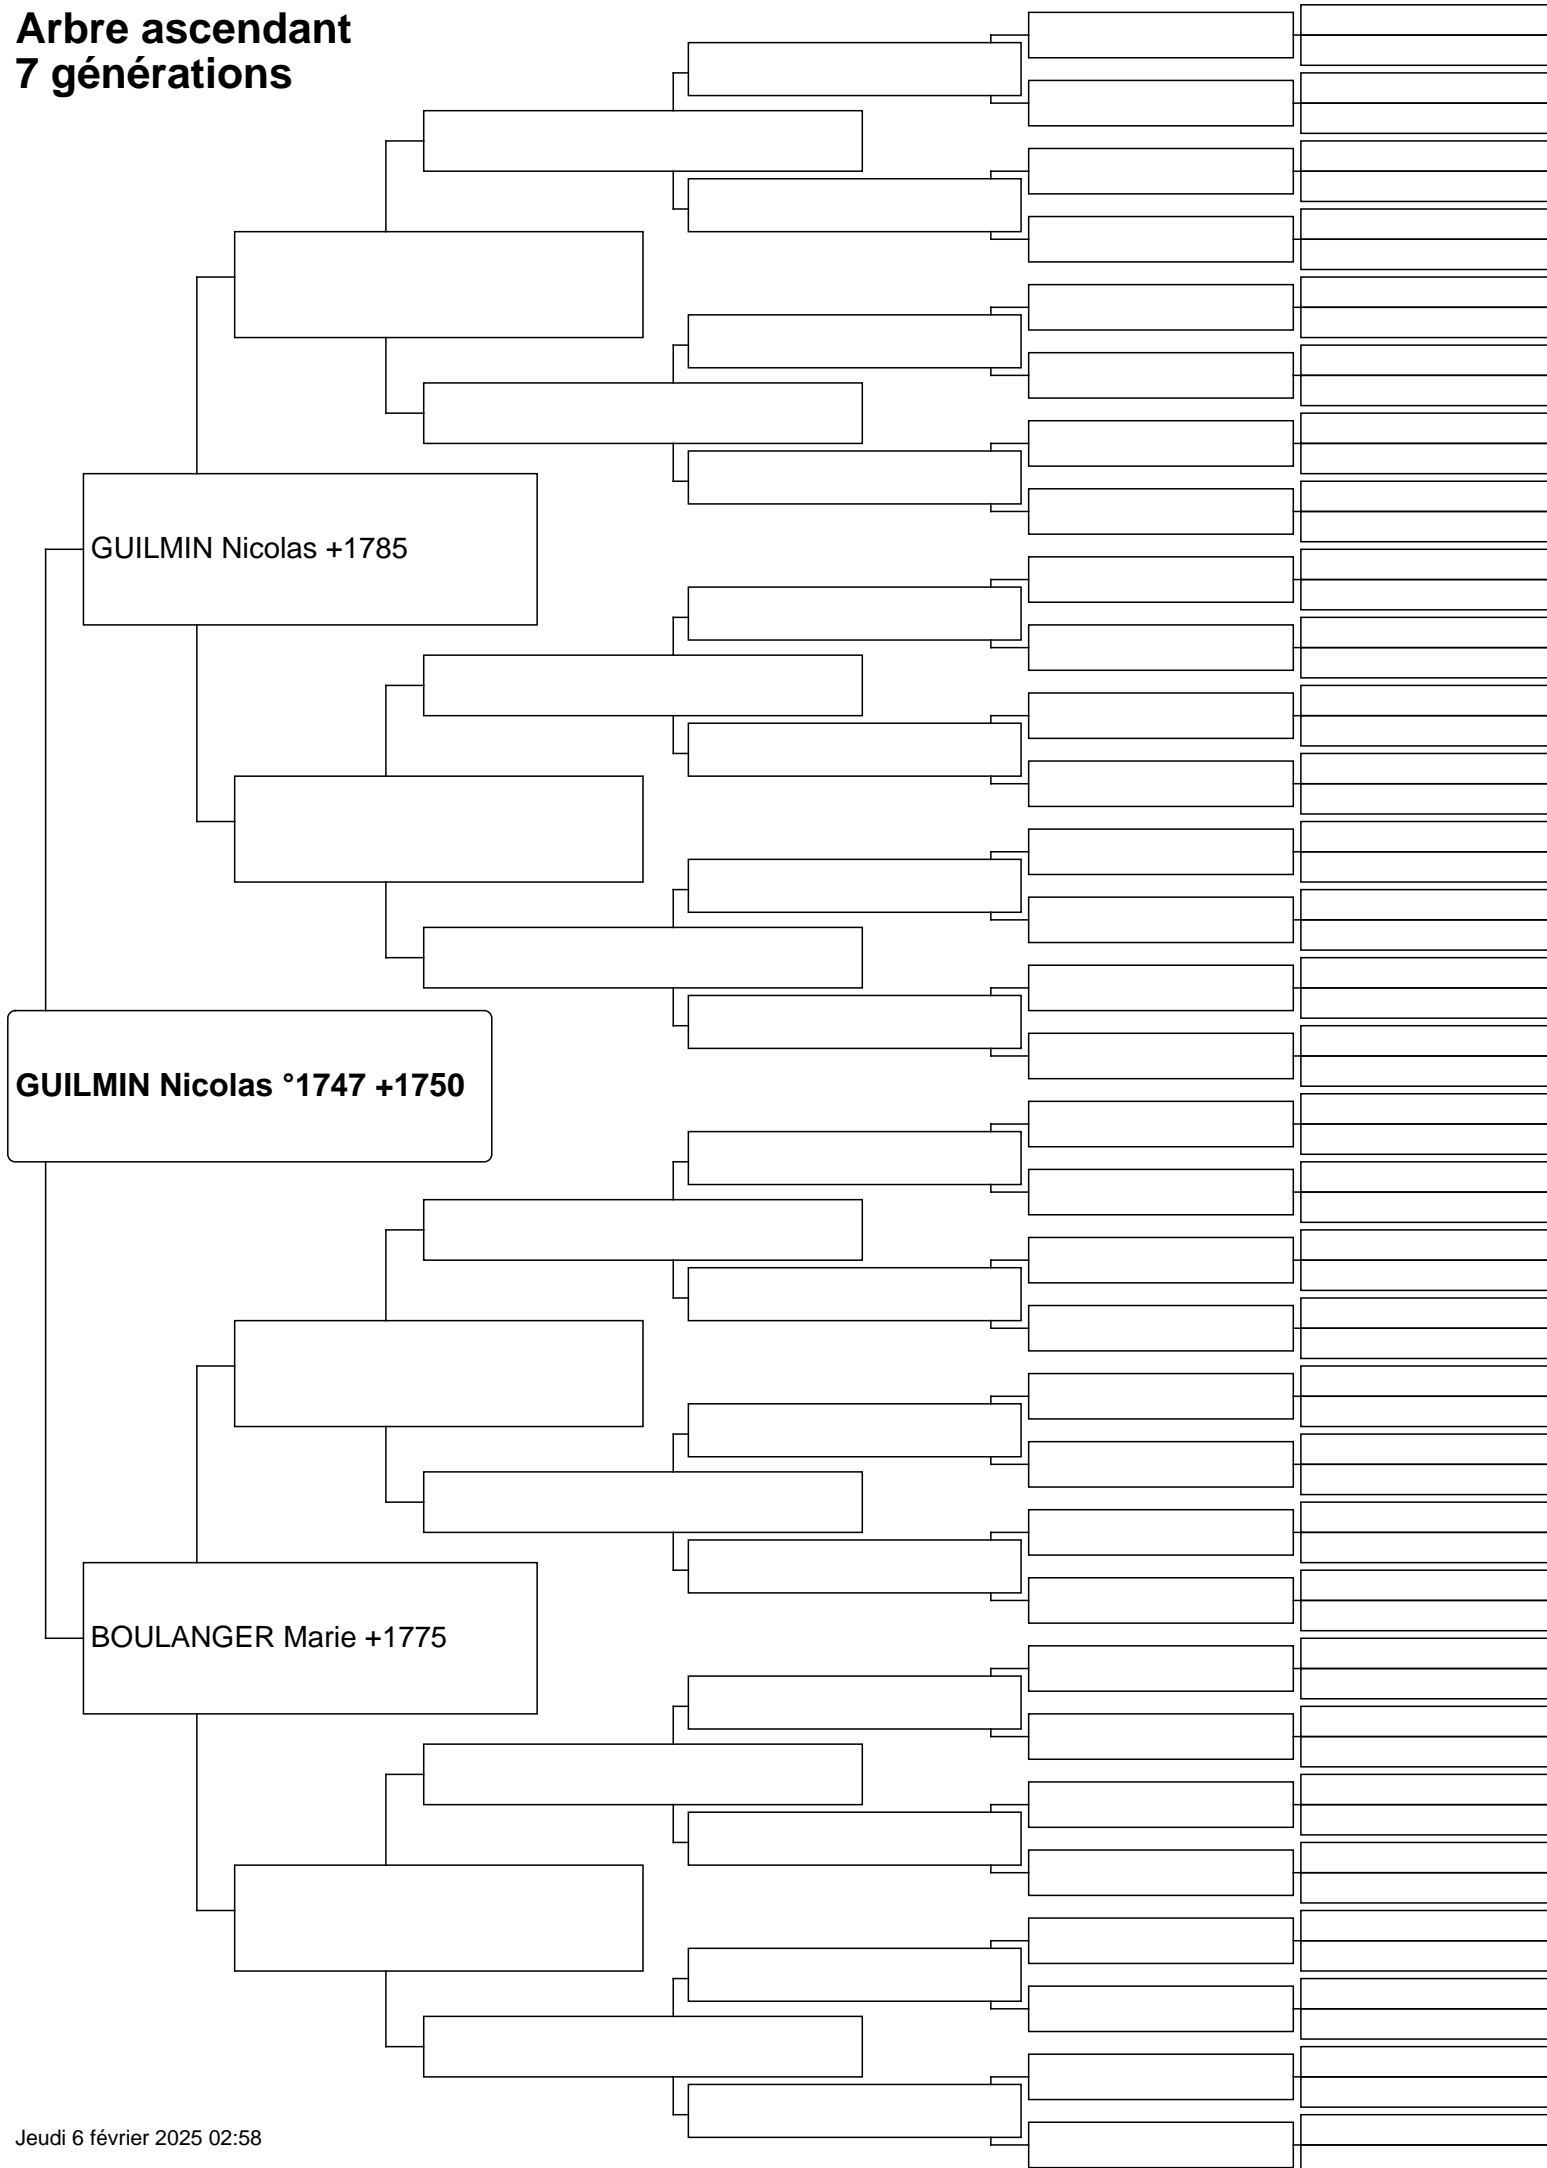 Arbre ascendant
7 générations
GUILMIN Nicolas +1785
GUILMIN Nicolas °1747 +1750
BOULANGER Marie +1775
Jeudi 6 février 2025 02:58